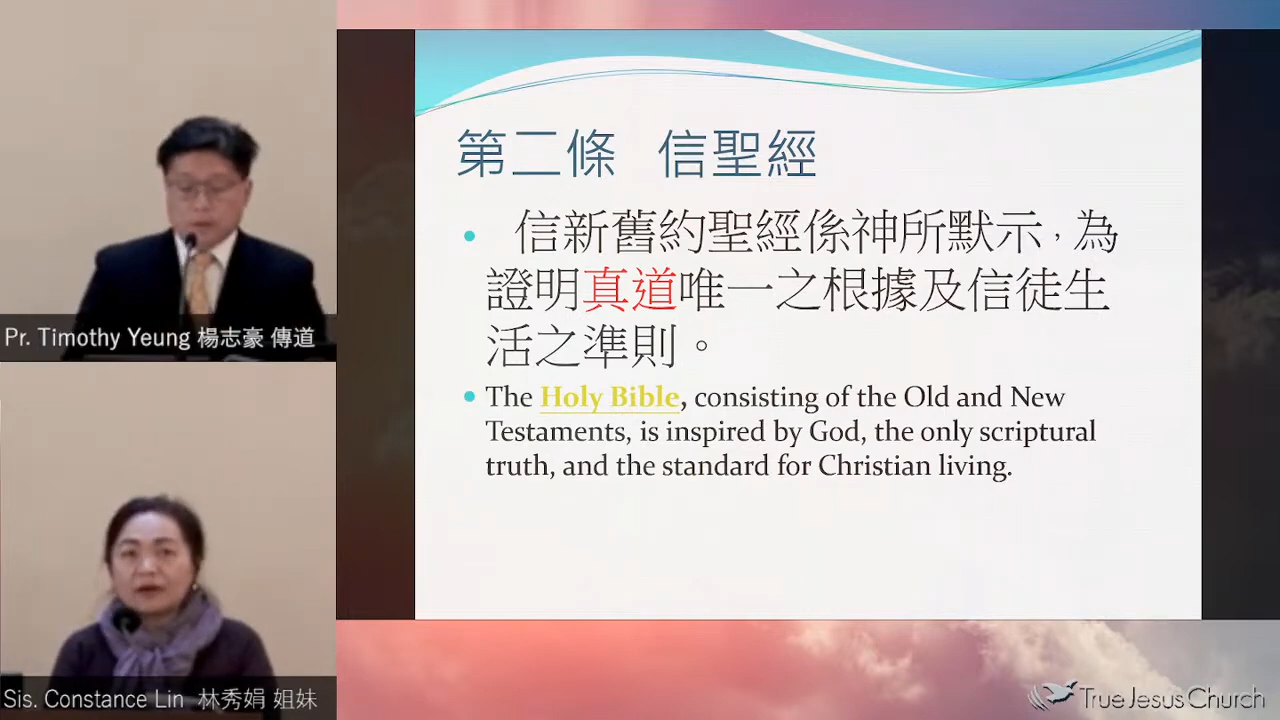 Pr. Timothy Yeung 楊志豪 傳道
Sis. Constance Lin 林秀娟 姐妹
第二條 信聖經
• 信新舊約聖經係神所默示，為
證明真道唯一之根據及信徒生
活之準則。
• The Holy Bible, consisting of the Old and New
Testaments, is inspired by God, the only scriptural
truth, and the standard for Christian living.
True Jesus Church